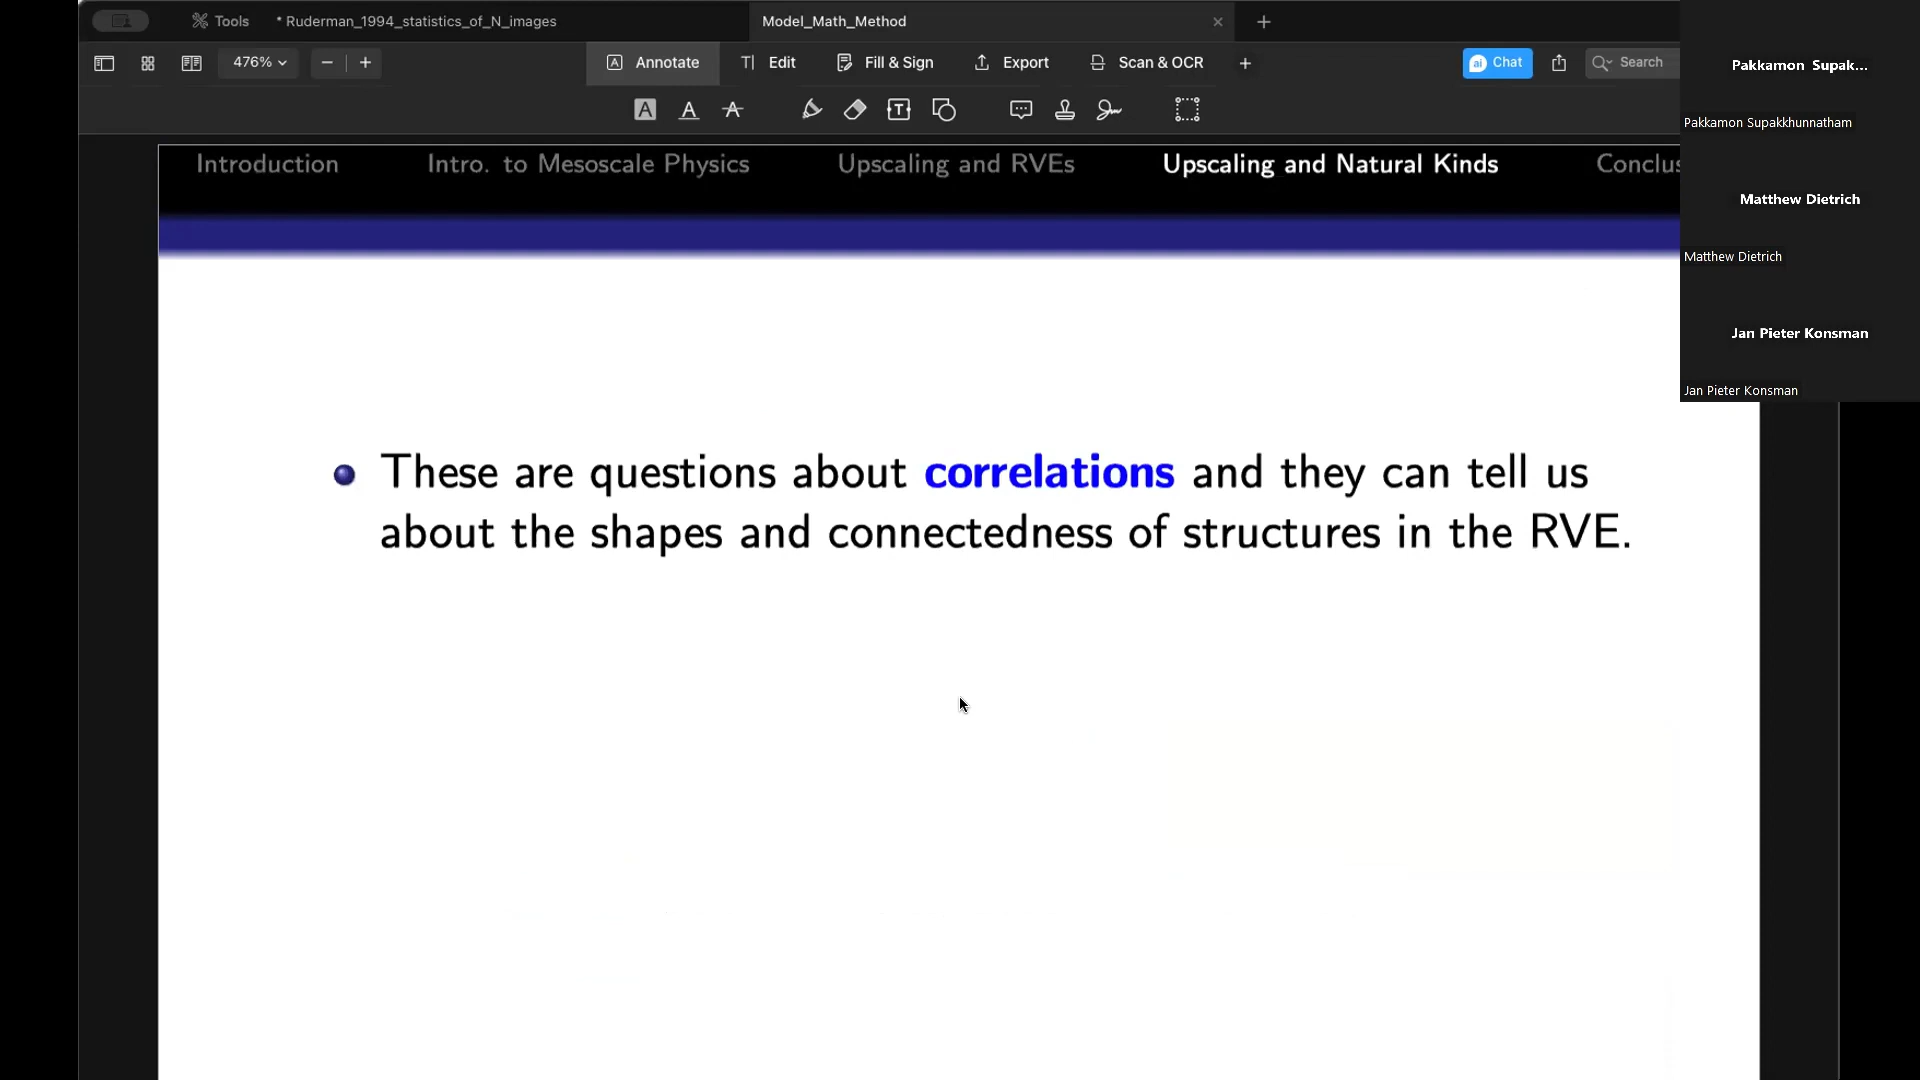 Tools
* Ruderman_1994_statistics_of_N_images
Model_Math_Method
476%
Annotate
Edit
Fill & Sign
Export
Scan & OCR
Chat
Search
Introduction
Intro. to Mesoscale Physics
Upscaling and RVEs
Upscaling and Natural Kinds
Conclus
These are questions about correlations and they can tell us
about the shapes and connectedness of structures in the RVE.
Pakkamon Supak...
Pakkamon Supakkhunnatham
Matthew Dietrich
Matthew Dietrich
Jan Pieter Konsman
Jan Pieter Konsman